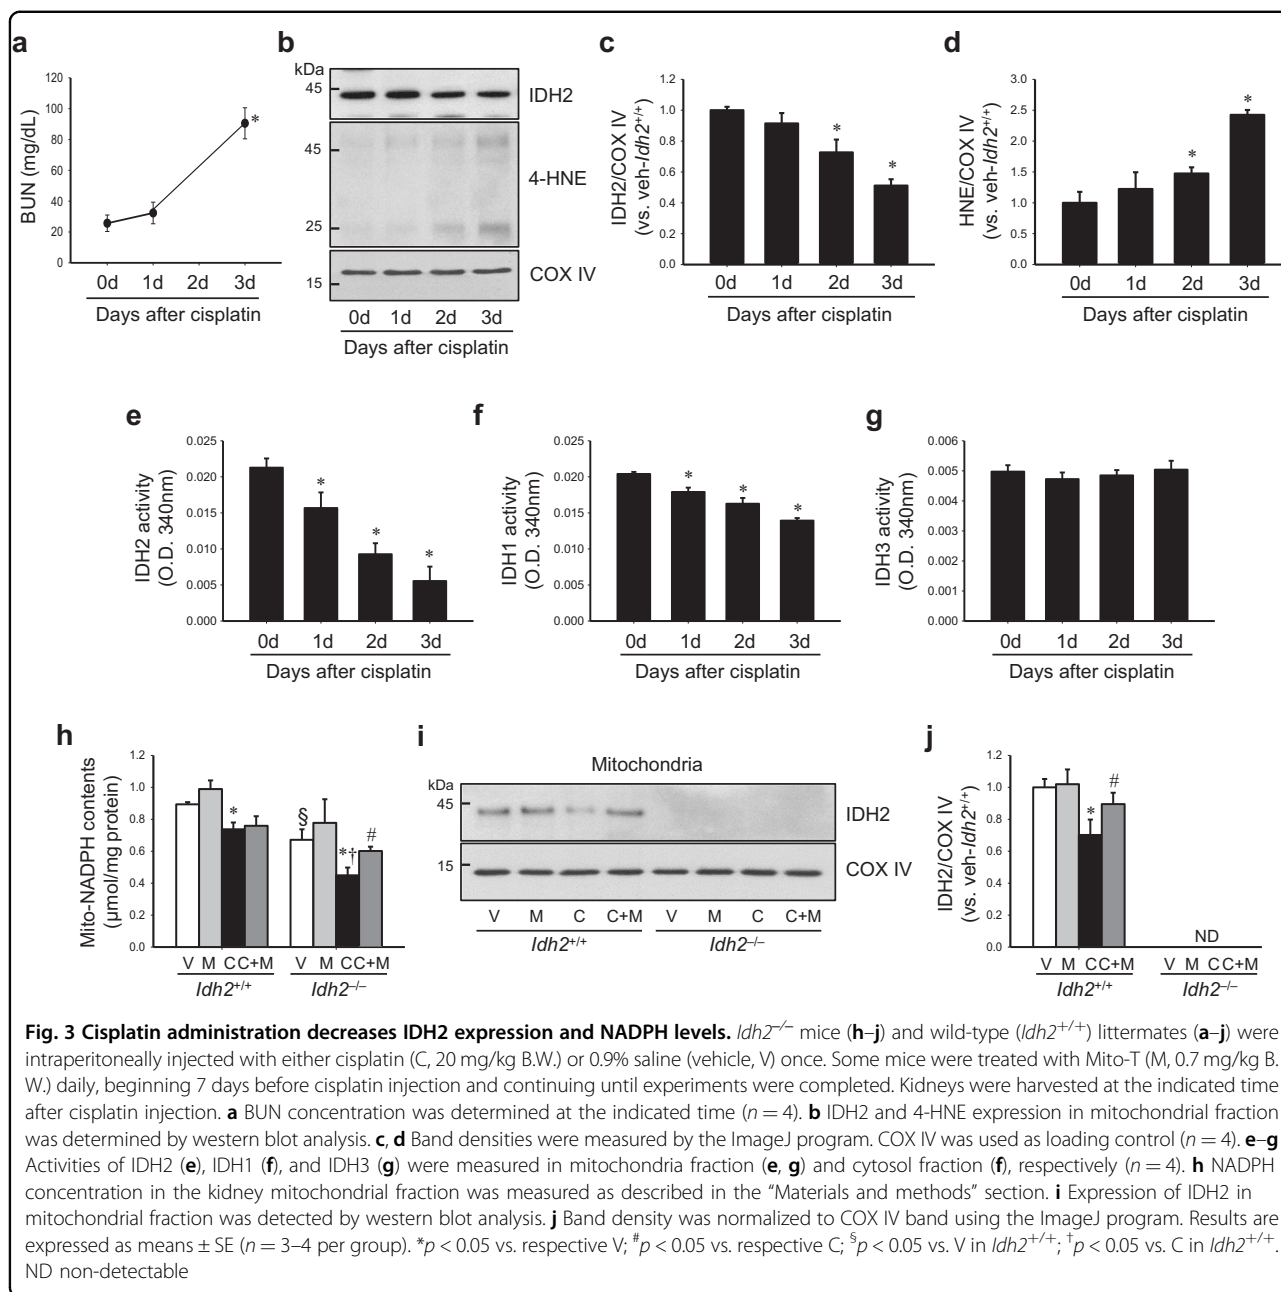 a
BUN (mg/dL)
120
100
80
60
40
20
0
*
0d 1d 2d 3d
Days after cisplatin
b
kDa
45
IDH2
45
4-HNE
25
COX IV
15
0d 1d 2d 3d
Days after cisplatin
c
IDH2/COX IV
(vs. veh-Idh2+/+)
1.2
1.0
0.8
0.6
0.4
0.2
0.0
* *
0d 1d 2d 3d
Days after cisplatin
d
HNE/COX IV
(vs. veh-Idh2+/+)
3.0
2.5
2.0
1.5
1.0
0.5
0.0
* *
0d 1d 2d 3d
Days after cisplatin
e
IDH2 activity
(O.D. 340nm)
0.025
0.020
0.015
0.010
0.005
0.000
* * *
0d 1d 2d 3d
Days after cisplatin
f
IDH1 activity
(O.D. 340nm)
0.025
0.020
0.015
0.010
0.005
0.000
* * *
0d 1d 2d 3d
Days after cisplatin
g
IDH3 activity
(O.D. 340nm)
0.006
0.005
0.004
0.003
0.002
0.001
0.000
0d 1d 2d 3d
Days after cisplatin
h
Mito-NADPH contents
(μmol/mg protein)
1.2
1.0
0.8
0.6
0.4
0.2
0.0
* § *† #
V M C C+M V M C C+M
Idh2+/+ Idh2–/–
i
Mitochondria
kDa
45
IDH2
15
COX IV
V M C C+M V M C C+M
Idh2+/+ Idh2–/–
j
IDH2/COX IV
(vs. veh-Idh2+/+)
1.2
1.0
0.8
0.6
0.4
0.2
0.0
* #
ND
V M C C+M V M C C+M
Idh2+/+ Idh2–/–
Fig. 3 Cisplatin administration decreases IDH2 expression and NADPH levels. Idh2–/– mice (h–j) and wild-type (Idh2+/+) littermates (a–j) were
intraperitoneally injected with either cisplatin (C, 20 mg/kg B.W.) or 0.9% saline (vehicle, V) once. Some mice were treated with Mito-T (M, 0.7 mg/kg B.
W.) daily, beginning 7 days before cisplatin injection and continuing until experiments were completed. Kidneys were harvested at the indicated time
after cisplatin injection. a BUN concentration was determined at the indicated time (n = 4). b IDH2 and 4-HNE expression in mitochondrial fraction
was determined by western blot analysis. c, d Band densities were measured by the ImageJ program. COX IV was used as loading control (n = 4). e–g
Activities of IDH2 (e), IDH1 (f), and IDH3 (g) were measured in mitochondria fraction (e, g) and cytosol fraction (f), respectively (n = 4). h NADPH
concentration in the kidney mitochondrial fraction was measured as described in the “Materials and methods” section. i Expression of IDH2 in
mitochondrial fraction was detected by western blot analysis. j Band density was normalized to COX IV band using the ImageJ program. Results are
expressed as means ± SE (n = 3–4 per group). *p < 0.05 vs. respective V; #p < 0.05 vs. respective C; §p < 0.05 vs. V in Idh2+/+; †p < 0.05 vs. C in Idh2+/+.
ND non-detectable